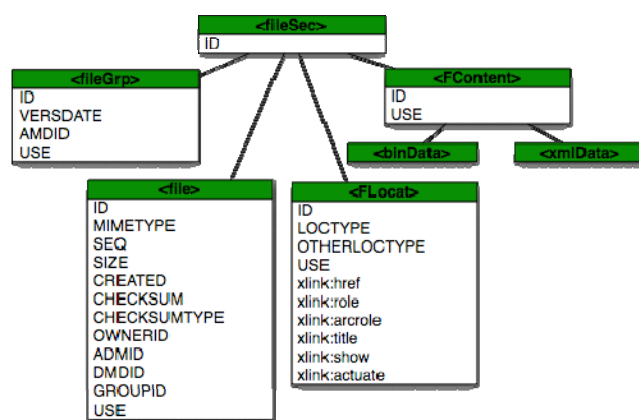 <fileSec>
ID
<fileGrp>
ID
VERSDATE
AMDID
USE
<FContent>
ID
USE
<binData>
<xmlData>
<file>
ID
MIMETYPE
SEQ
SIZE
CREATED
CHECKSUM
CHECKSUMTYPE
OWNERID
ADMID
DMDID
GROUPID
USE
<FLocat>
ID
LOCTYPE
OTHERLOCTYPE
USE
xlink:href
xlink:role
xlink:arcrole
xlink:title
xlink:show
xlink:actuate